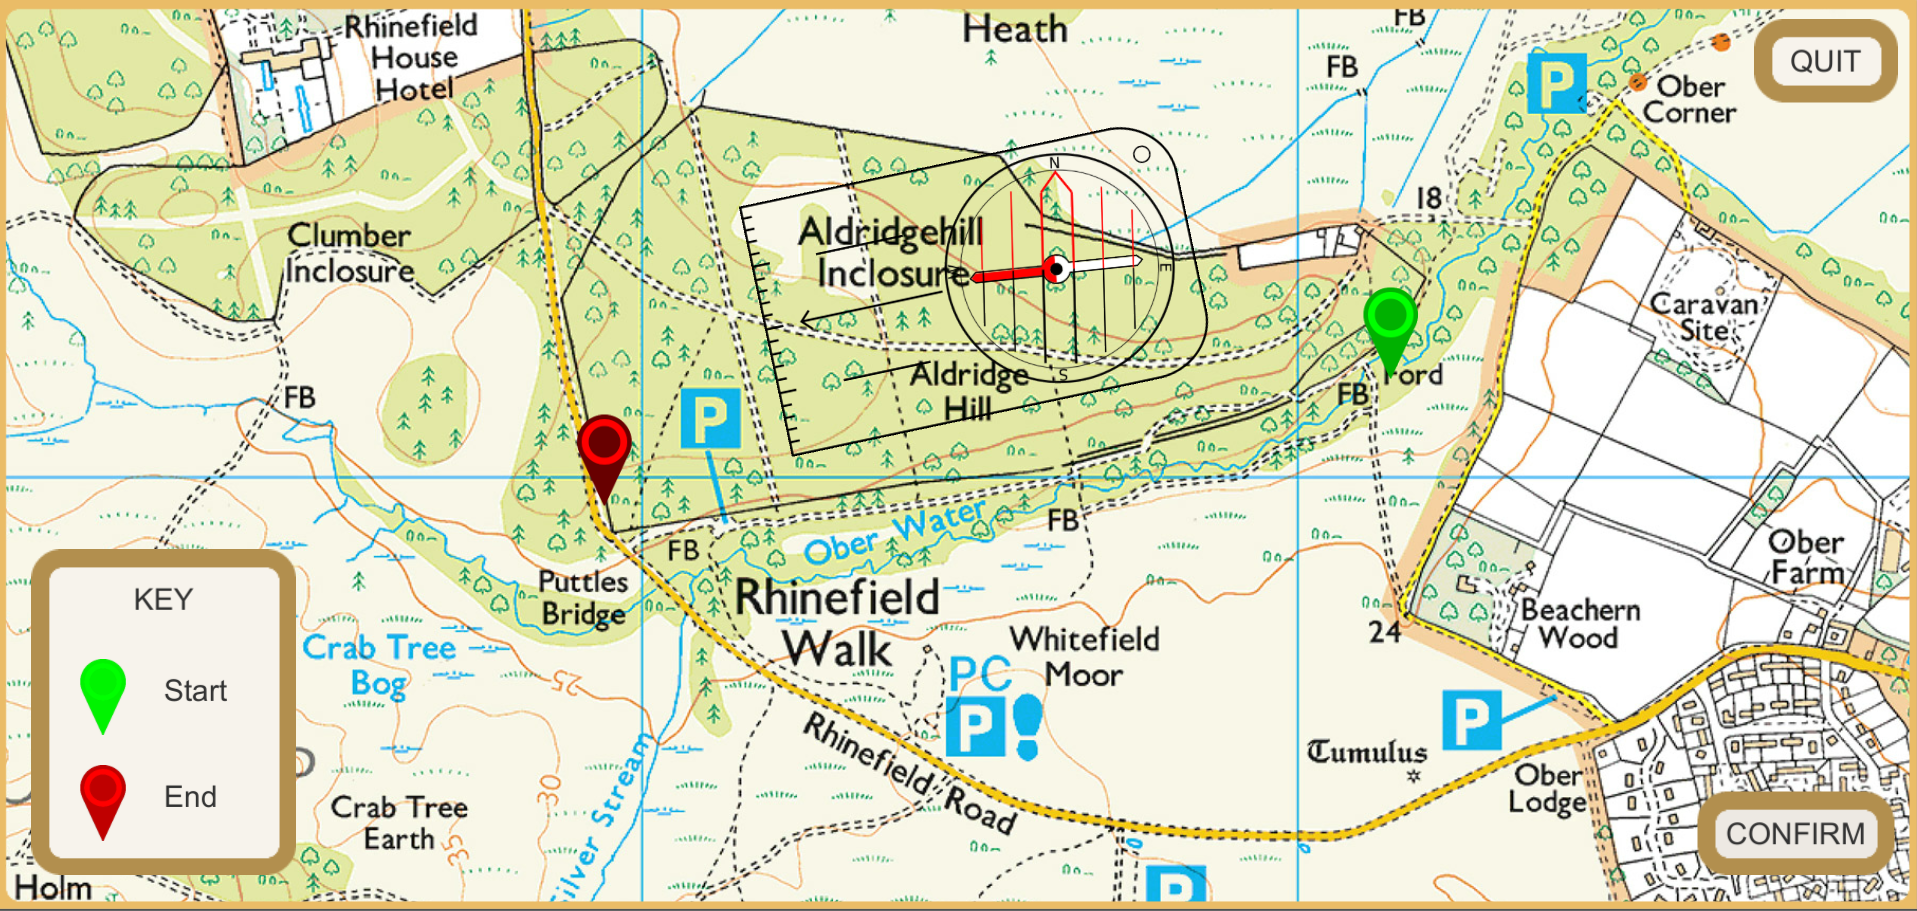 Rhinefield
House
Hotel
Heath
FB
FB
P
Ober
Corner
QUIT
18
N
E
S
Clumber
Inclosure
Aldridgehill
Inclosure
Caravan
Site
FB
P
Aldridge
Hill
Ford
FB
FB
FB
Ober Water
Puttles
Bridge
Rhinefield
Walk
Whitefield
Moor
PC
P
Ober
Farm
Beachern
Wood
24
P
Crab Tree
Bog
25
30
35
Crab Tree
Earth
Silver Stream
Rhinefield Road
Tumulus
Ober
Lodge
P
Holm
KEY
Start
End
CONFIRM